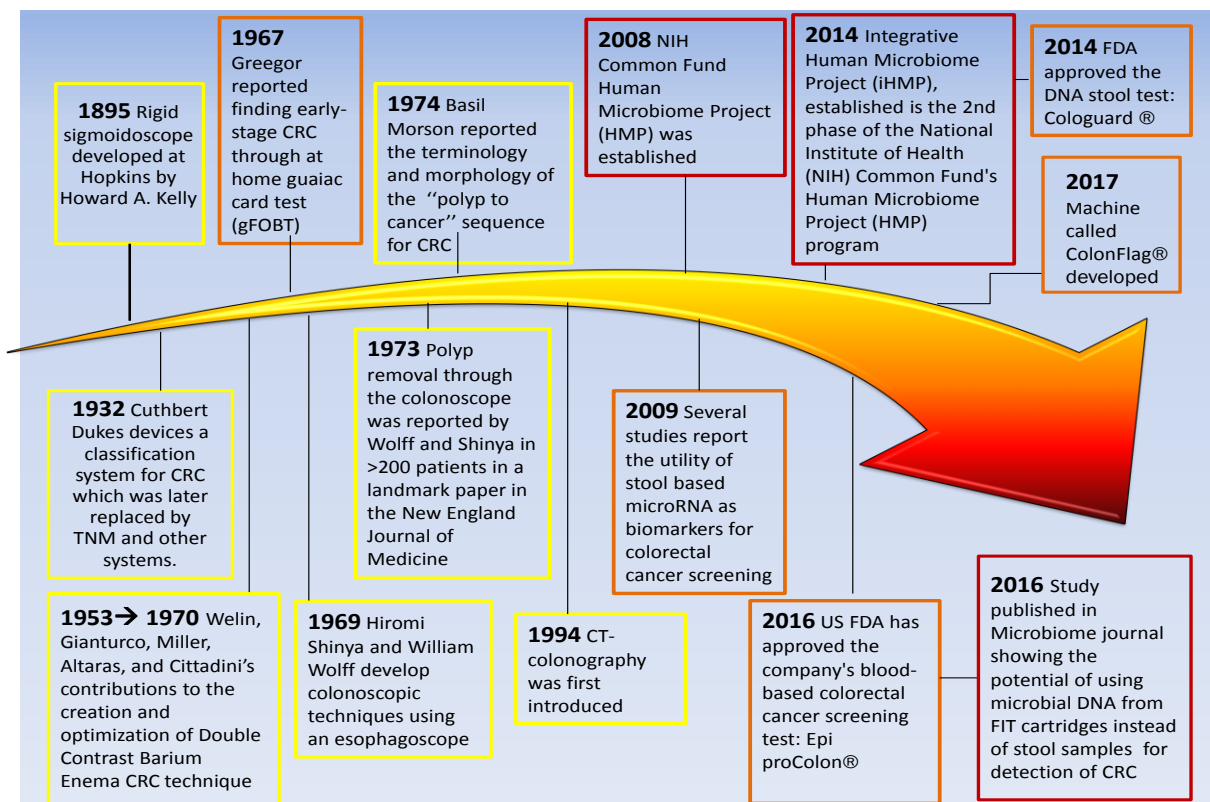 1895 Rigid
sigmoidoscope
developed at
Hopkins by
Howard A. Kelly
1967
Greegor
reported
finding early-
stage CRC
through at
home guaiac
card test
(gFOBT)
1974 Basil
Morson reported
the terminology
and morphology of
the ‘‘polyp to
cancer’’ sequence
for CRC
2008 NIH
Common Fund
Human
Microbiome Project
(HMP) was
established
2014 Integrative
Human Microbiome
Project (iHMP),
established is the 2nd
phase of the National
Institute of Health
(NIH) Common Fund's
Human Microbiome
Project (HMP)
program
2014 FDA
approved the
DNA stool test:
Cologuard ®
2017
Machine
called
ColonFlag®
developed
1932 Cuthbert
Dukes devices a
classification
system for CRC
which was later
replaced by
TNM and other
systems.
1953→ 1970 Welin,
Gianturco, Miller,
Altaras, and Cittadini’s
contributions to the
creation and
optimization of Double
Contrast Barium
Enema CRC technique
1969 Hiromi
Shinya and William
Wolff develop
colonoscopic
techniques using
an esophagoscope
1973 Polyp
removal through
the colonoscope
was reported by
Wolff and Shinya in
>200 patients in a
landmark paper in
the New England
Journal of
Medicine
1994 CT-
colonography
was first
introduced
2009 Several
studies report
the utility of
stool based
microRNA as
biomarkers for
colorectal
cancer screening
2016 US FDA has
approved the
company's blood-
based colorectal
cancer screening
test: Epi
proColon®
2016 Study
published in
Microbiome journal
showing the
potential of using
microbial DNA from
FIT cartridges instead
of stool samples for
detection of CRC